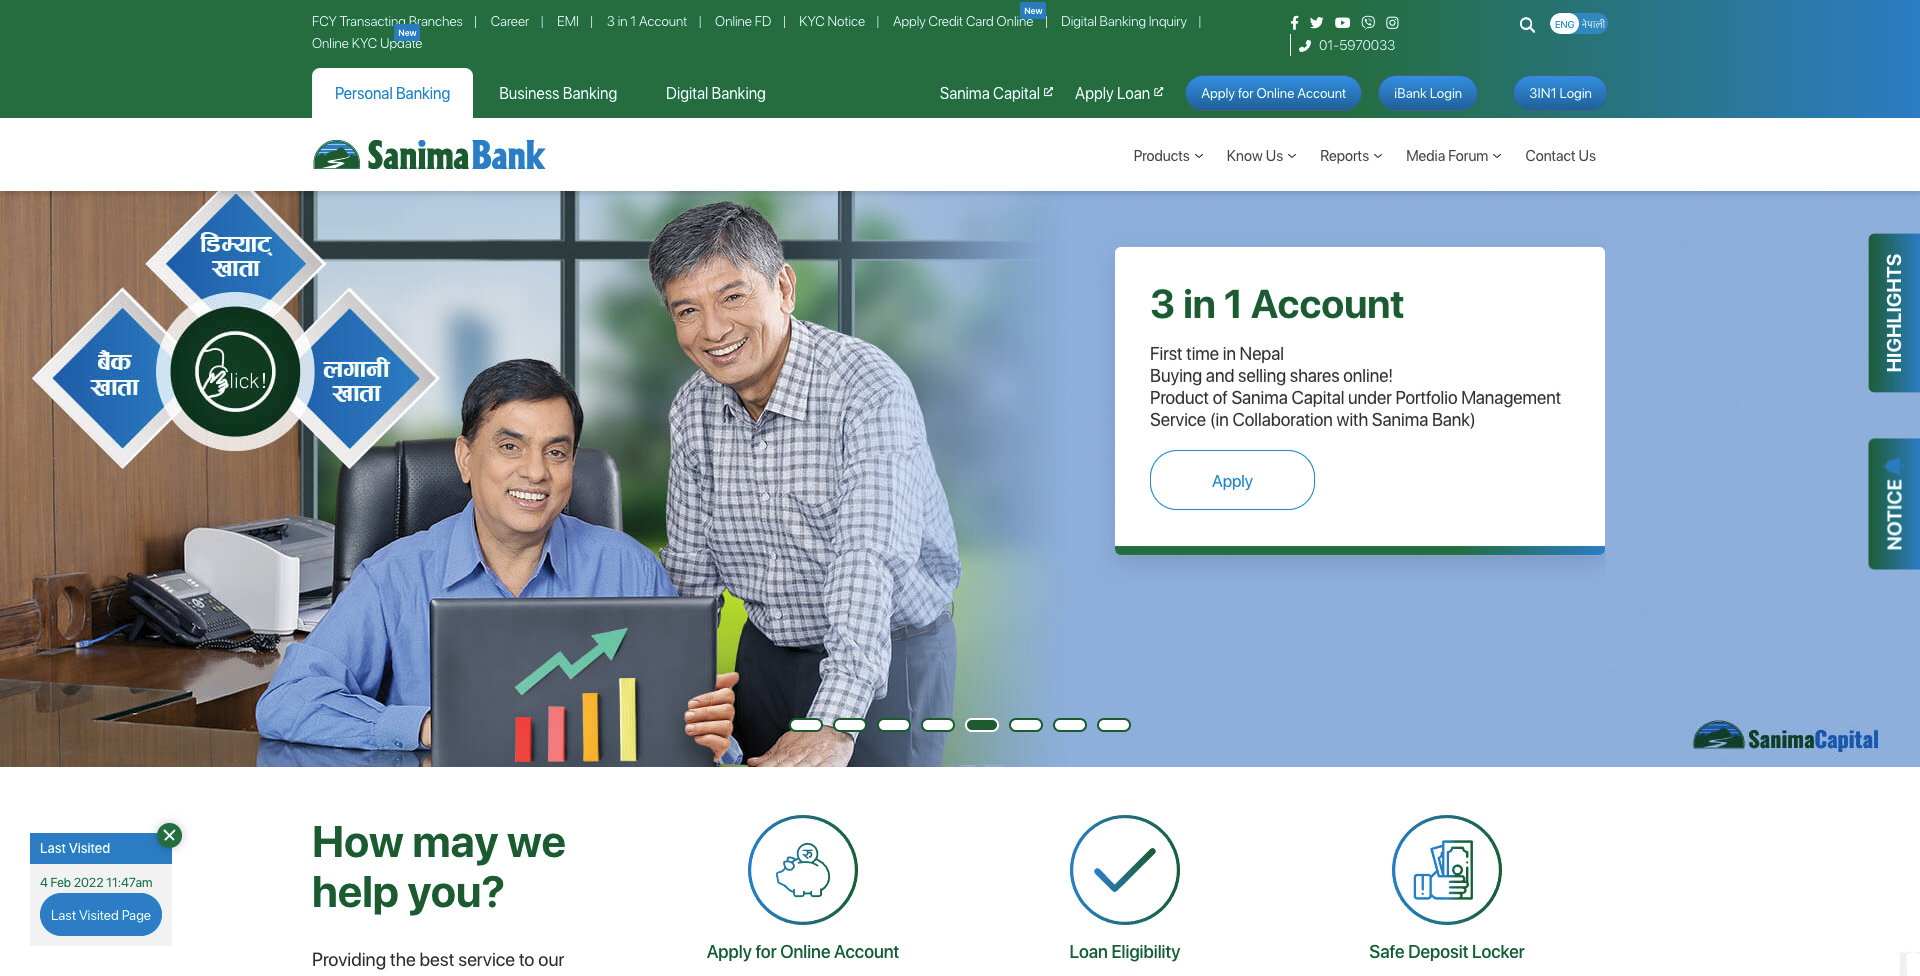 FCY Transacting Branches | Career | EMI | 3 in 1 Account | Online FD | KYC Notice | Apply Credit Card Online New | Digital Banking Inquiry |
Online KYC Update New
01-5970033
ENG नेपाली
Personal Banking Business Banking Digital Banking Sanima Capital Apply Loan Apply for Online Account iBank Login 3IN1 Login
Sanima Bank
Products Know Us Reports Media Forum Contact Us
डिम्याट्
खाता
बैंक
खाता
Click!
लगानी
खाता
3 in 1 Account
First time in Nepal
Buying and selling shares online!
Product of Sanima Capital under Portfolio Management
Service (in Collaboration with Sanima Bank)
Apply
HIGHLIGHTS
NOTICE
SanimaCapital
Last Visited
4 Feb 2022 11:47am
Last Visited Page
How may we
help you?
Providing the best service to our
Apply for Online Account
Loan Eligibility
Safe Deposit Locker